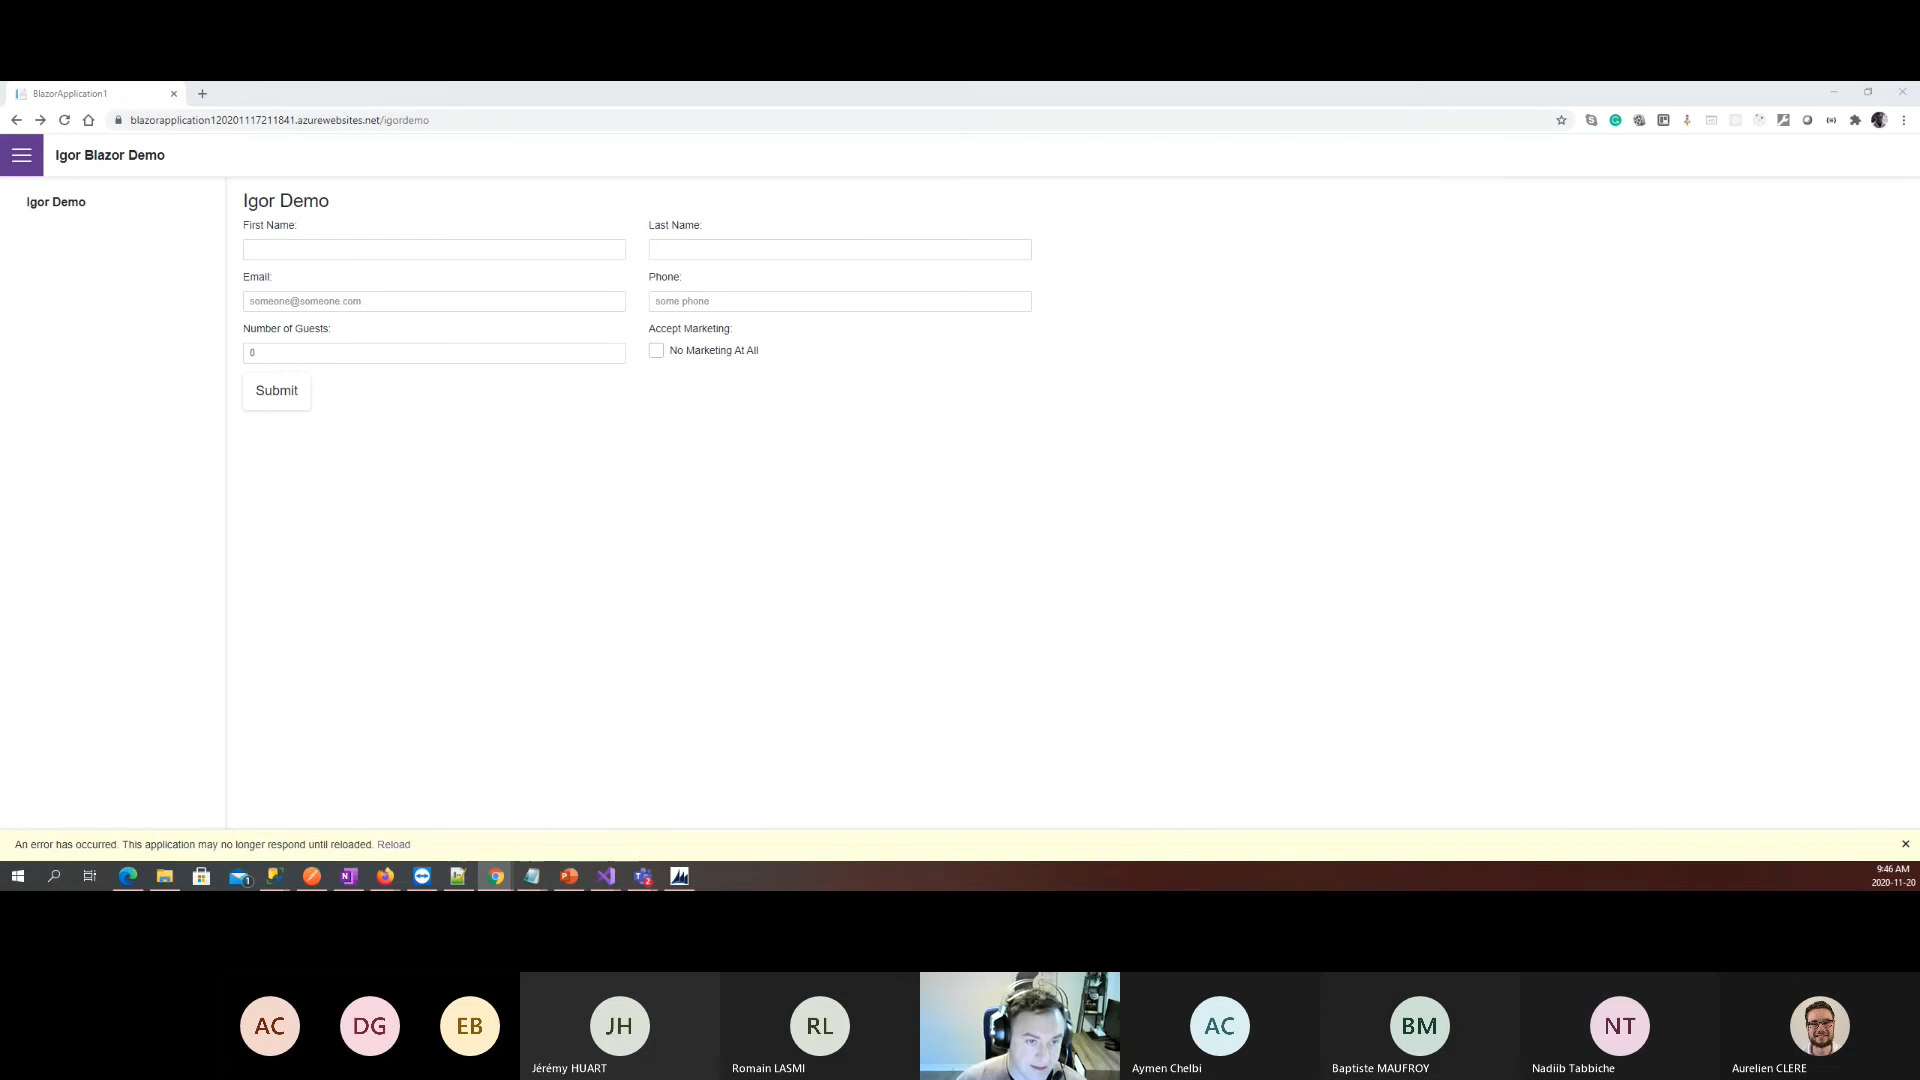 BlazorApplication1
blazorapplication120201117211841.azurewebsites.net/igordemo
Igor Blazor Demo
Igor Demo
Igor Demo
First Name:
Last Name:
Email:
Phone:
someone@someone.com
some phone
Number of Guests:
Accept Marketing:
0
No Marketing At All
Submit
An error has occurred. This application may no longer respond until reloaded. Reload
9:46 AM
2020-11-20
AC
DG
EB
JH
RL
AC
BM
NT
Jérémy HUART
Romain LASMI
Aymen Chelbi
Baptiste MAUFROY
Nadiib Tabbiche
Aurelien CLERE